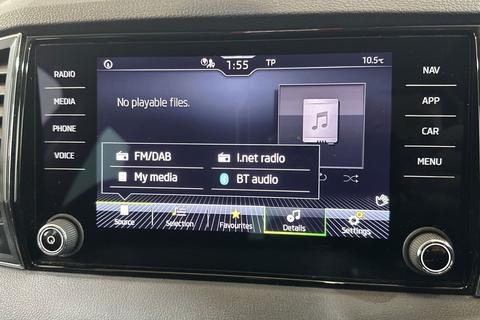 RADIO
MEDIA
PHONE
VOICE
1:55
TP
10.5°C
No playable files.
FM/DAB
I.net radio
My media
BT audio
Source
Selection
Favourites
Details
Settings
NAV
APP
CAR
MENU